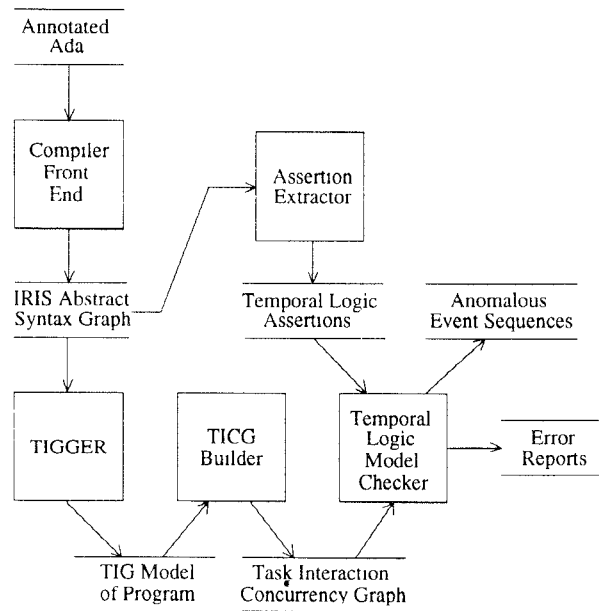 Annotated
Ada
Compiler
Front
End
Assertion
Extractor
IRIS Abstract
Syntax Graph
Temporal Logic
Assertions
Anomalous
Event Sequences
TIGGER
TICG
Builder
Temporal
Logic
Model
Checker
Error
Reports
TIG Model
of Program
Task Interaction
Concurrency Graph